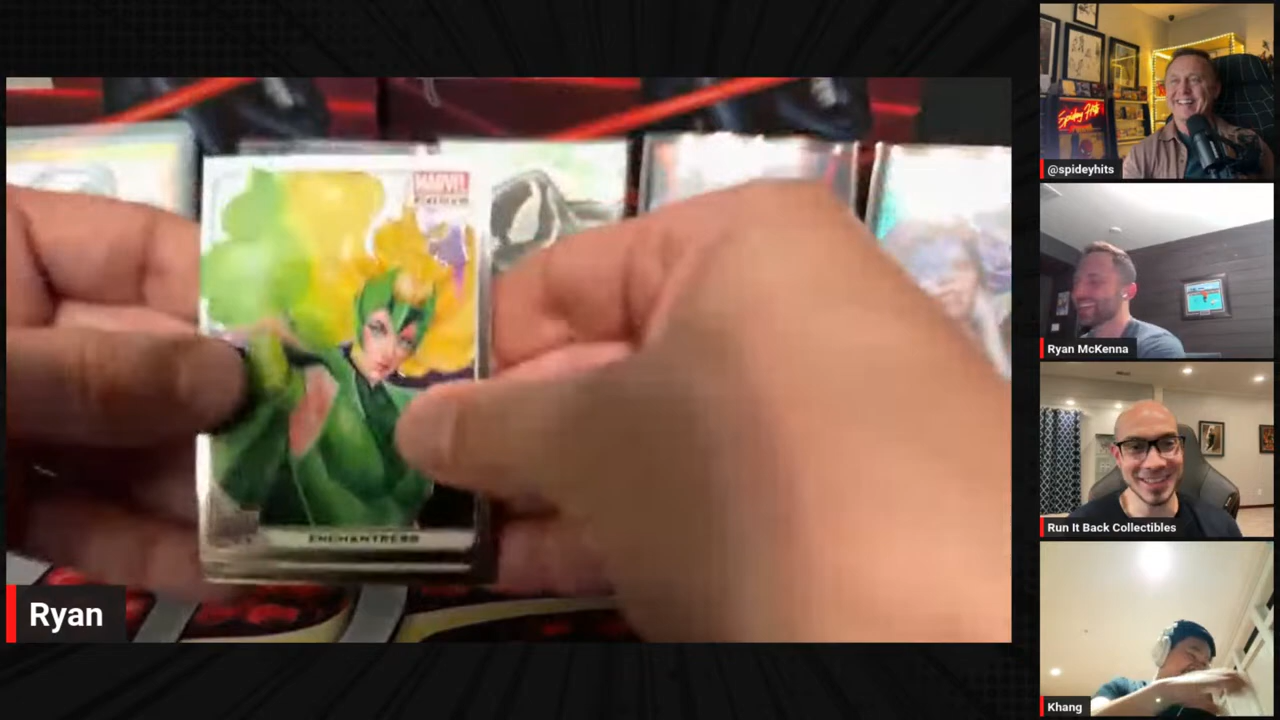 MARVEL
ENCHANTRESS
Ryan
Spidey Hits
@spideyhits
Ryan McKenna
Run It Back Collectibles
Khang